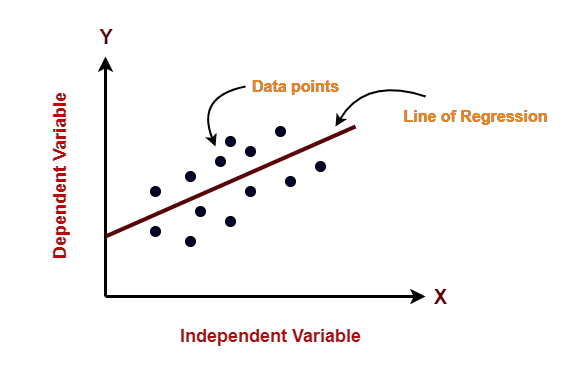 Y
Data points
Line of Regression
Dependent Variable
X
Independent Variable